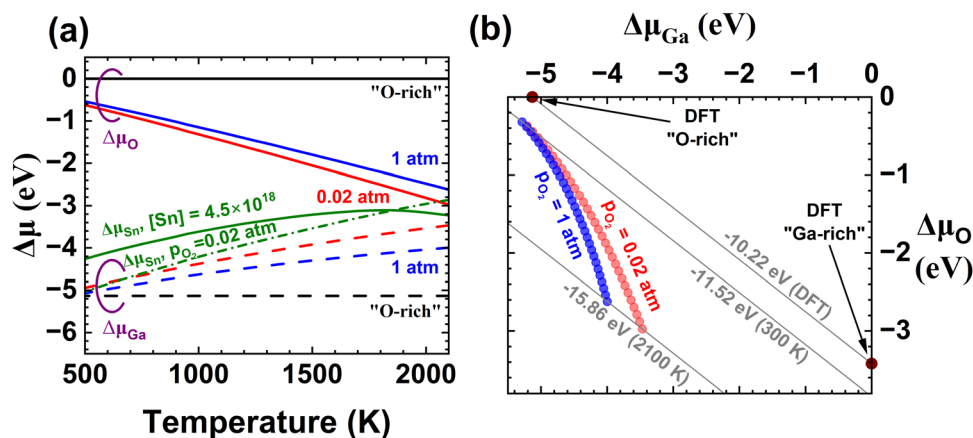 (a)
Δμ (eV)
0
-1
-2
-3
-4
-5
-6
500
1000
1500
2000
Temperature (K)
"O-rich"
Δμ_O
1 atm
0.02 atm
Δμ_Sn, [Sn] = 4.5×10^18
Δμ_Sn, p_O₂=0.02 atm
1 atm
"O-rich"
Δμ_Ga
(b)
Δμ_Ga (eV)
-5 -4 -3 -2 -1 0
0
-1
-2
-3
Δμ_O
(eV)
DFT
"O-rich"
DFT
"Ga-rich"
p_O₂ = 1 atm
p_O₂ = 0.02 atm
-10.22 eV (DFT)
-11.52 eV (300 K)
-15.86 eV (2100 K)